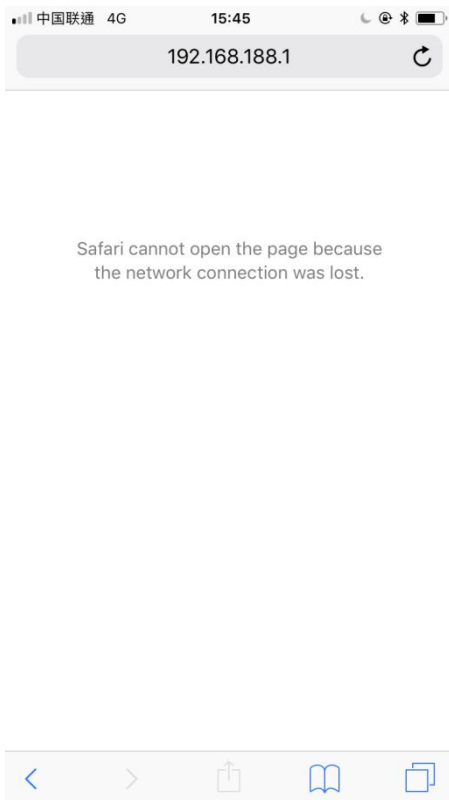 中国联通 4G 15:45
192.168.188.1
Safari cannot open the page because
the network connection was lost.